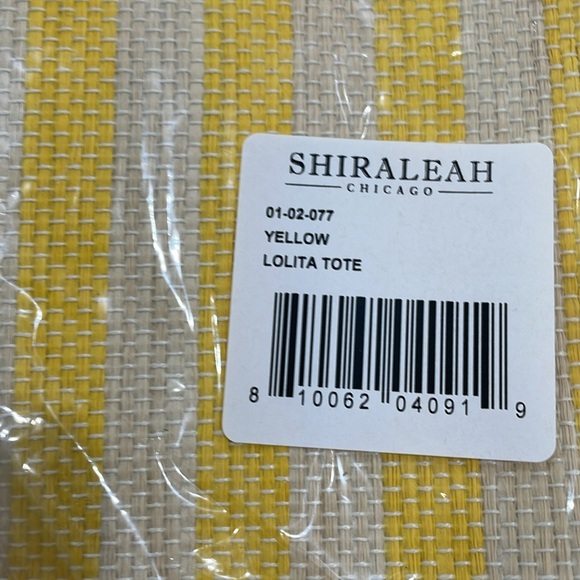 SHIRALEAH
CHICAGO
01-02-077
YELLOW
LOLITA TOTE
8 10062 04091 9